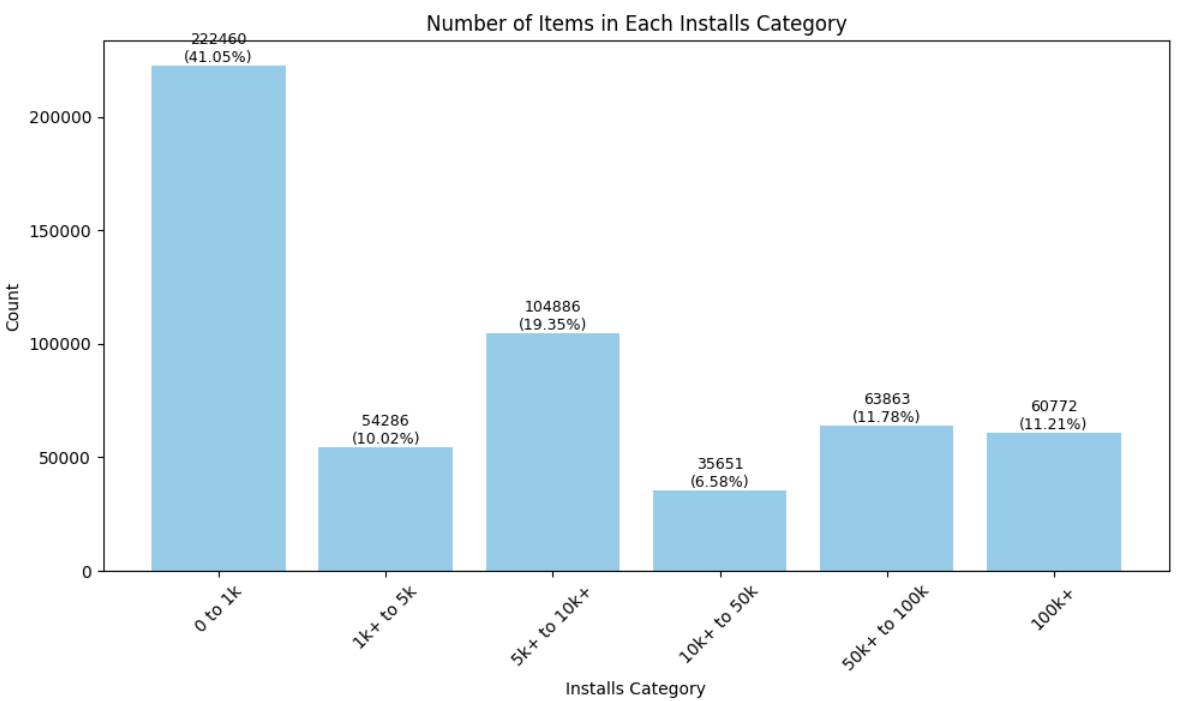 Number of Items in Each Installs Category
222460
(41.05%)
200000
150000
100000
50000
0
Count
54286
(10.02%)
104886
(19.35%)
35651
(6.58%)
63863
(11.78%)
60772
(11.21%)
0 to 1k
1k+ to 5k
5k+ to 10k+
10k+ to 50k
50k+ to 100k
100k+
Installs Category